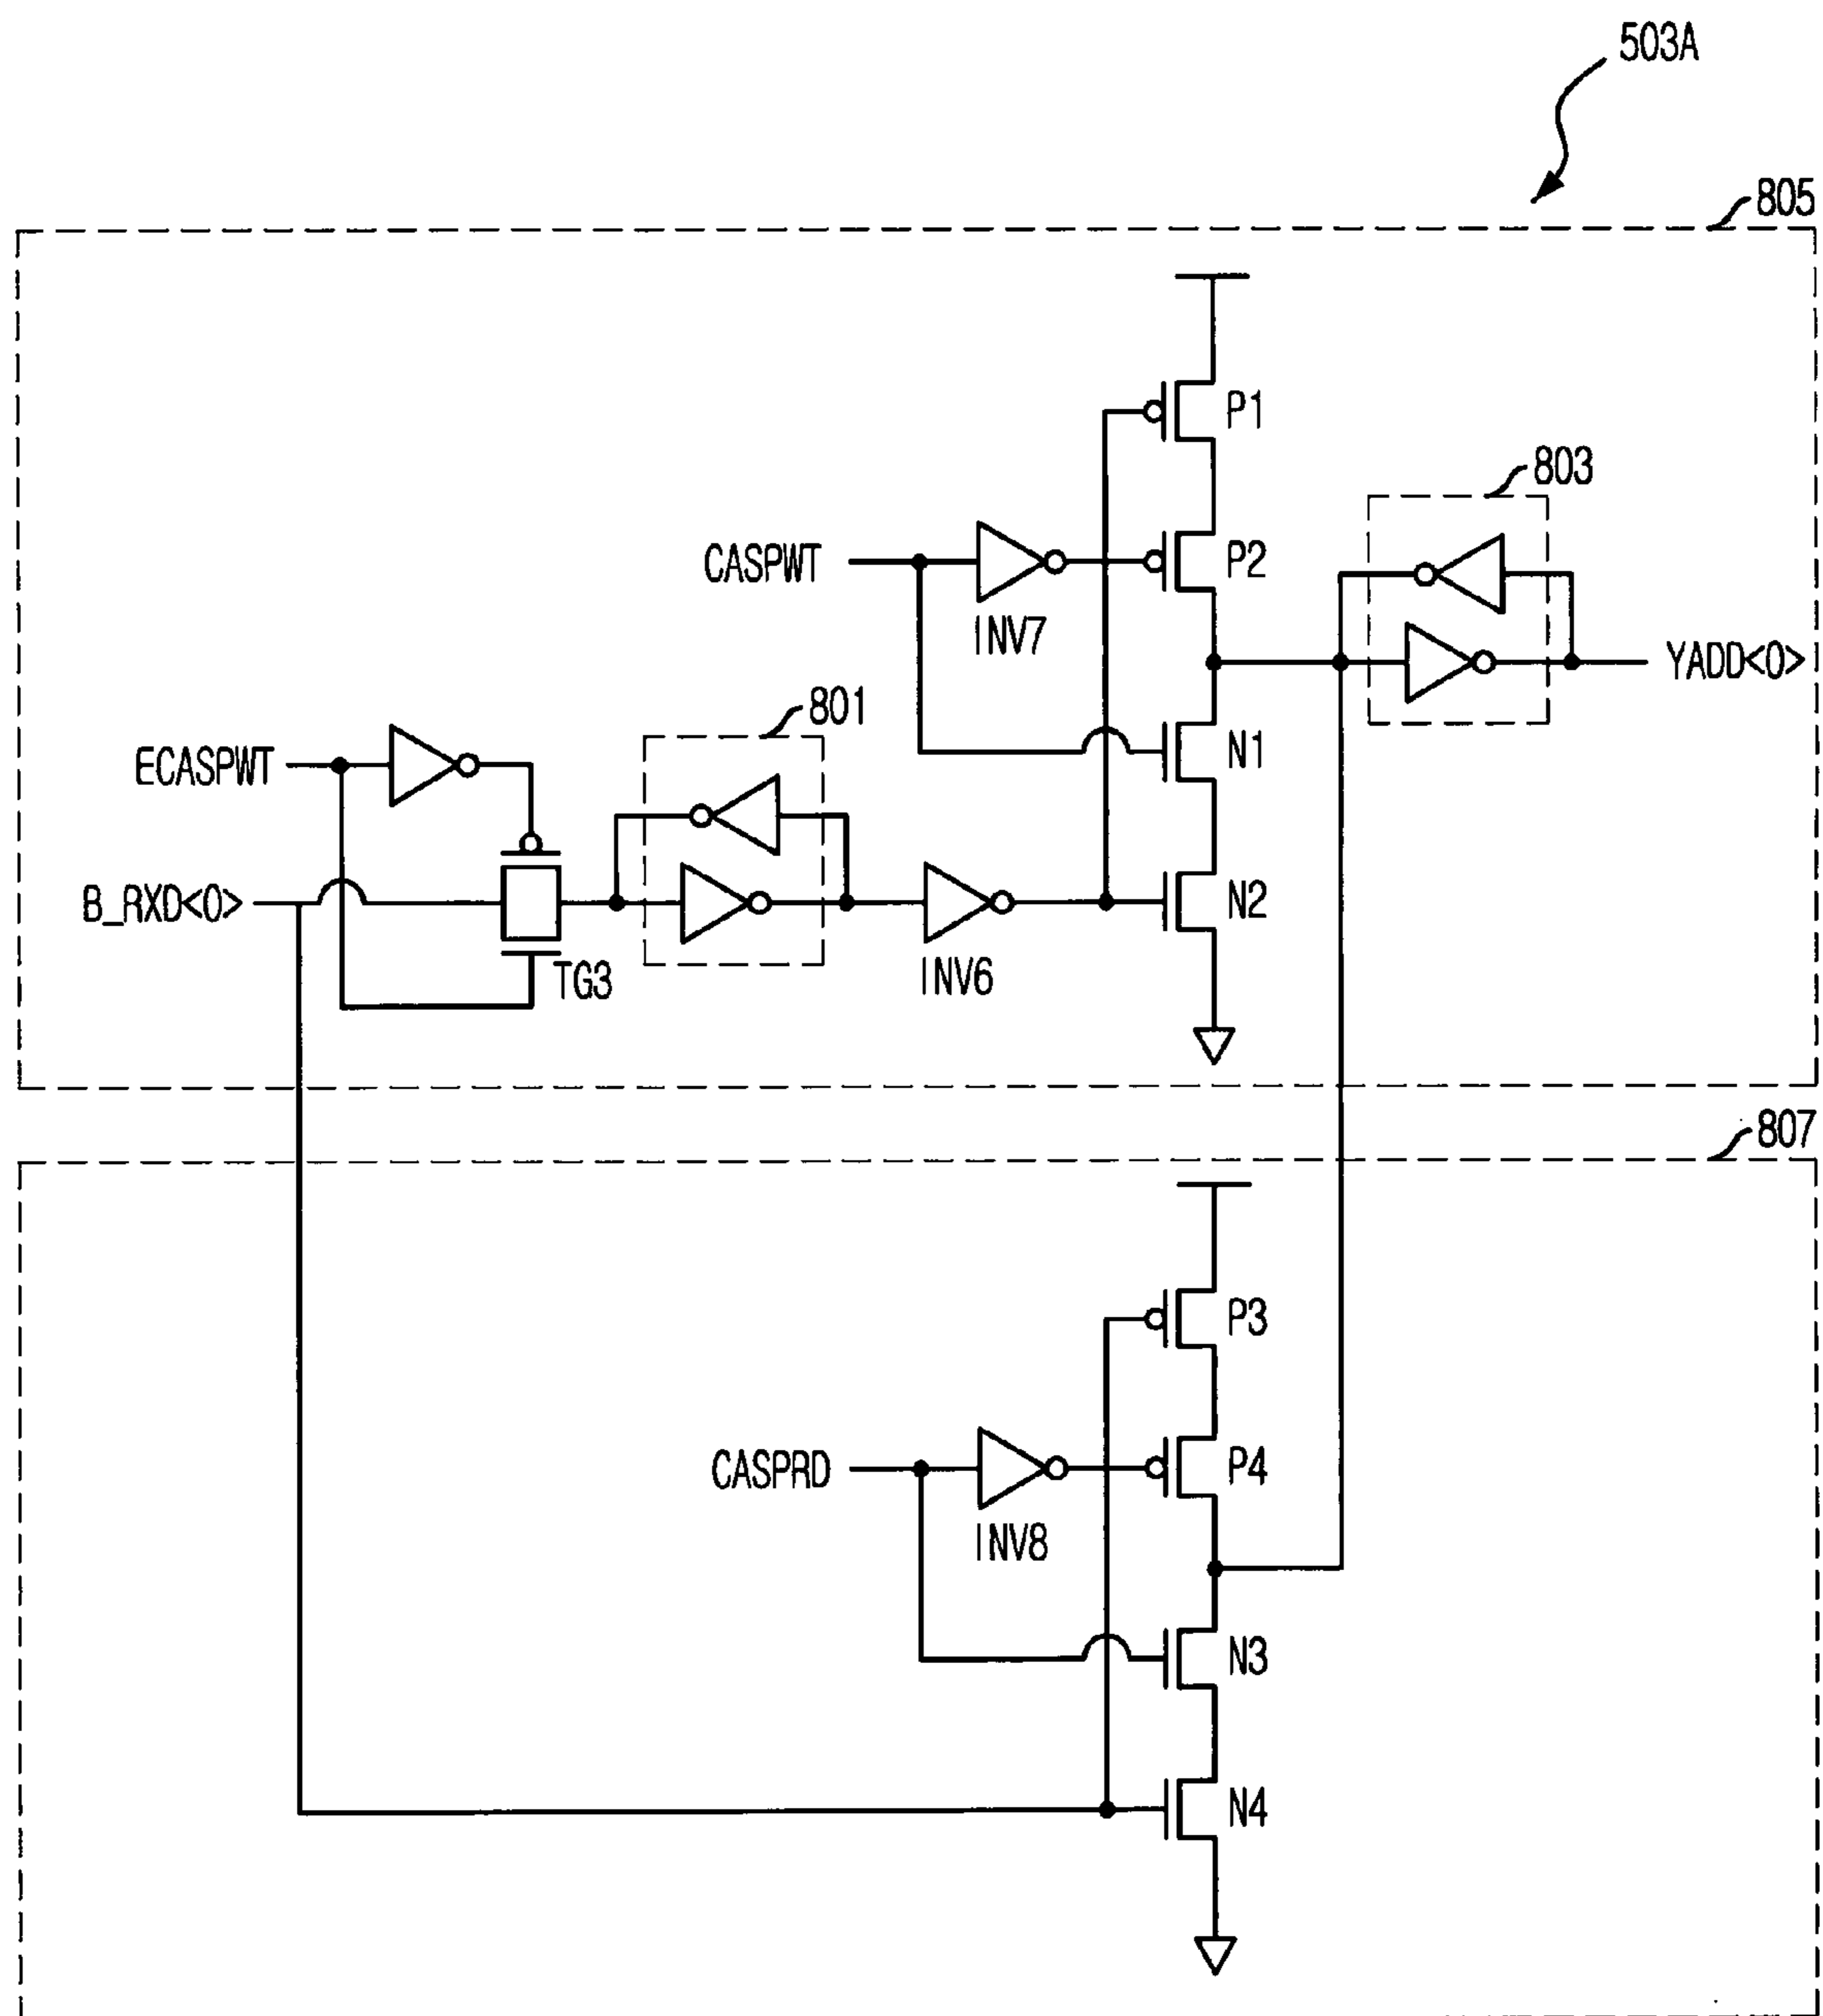 503A
805
P1
803
CASPWT
P2
INV7
YADD<0>
801
ECASPWT
N1
B_RXD<0>
N2
TG3
INV6
807
P3
CASPRD
P4
INV8
N3
N4